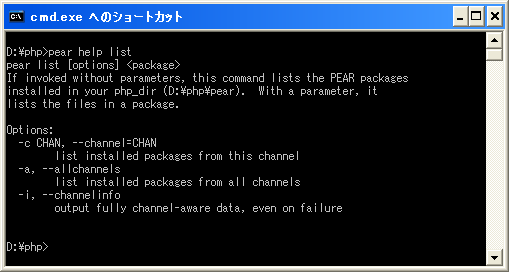 cmd.exe へのショートカット
D:¥php>pear help list
pear list [options] <package>
If invoked without parameters, this command lists the PEAR packages
installed in your php_dir (D:¥php¥pear).  With a parameter, it
lists the files in a package.
Options:
  -c CHAN, --channel=CHAN
        list installed packages from this channel
  -a, --allchannels
        list installed packages from all channels
  -i, --channelinfo
        output fully channel-aware data, even on failure
D:¥php>